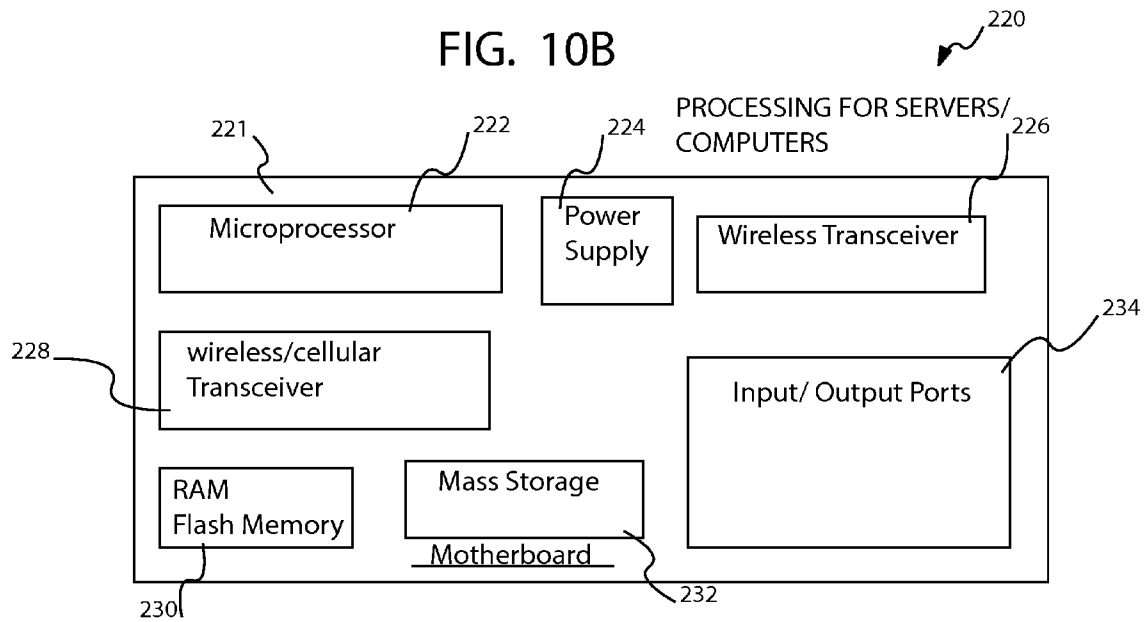 FIG. 10B
220
PROCESSING FOR SERVERS/
COMPUTERS
221
222
224
226
Microprocessor
Power
Supply
Wireless Transceiver
228
wireless/cellular
Transceiver
234
Input/ Output Ports
RAM
Flash Memory
Mass Storage
Motherboard
230
232